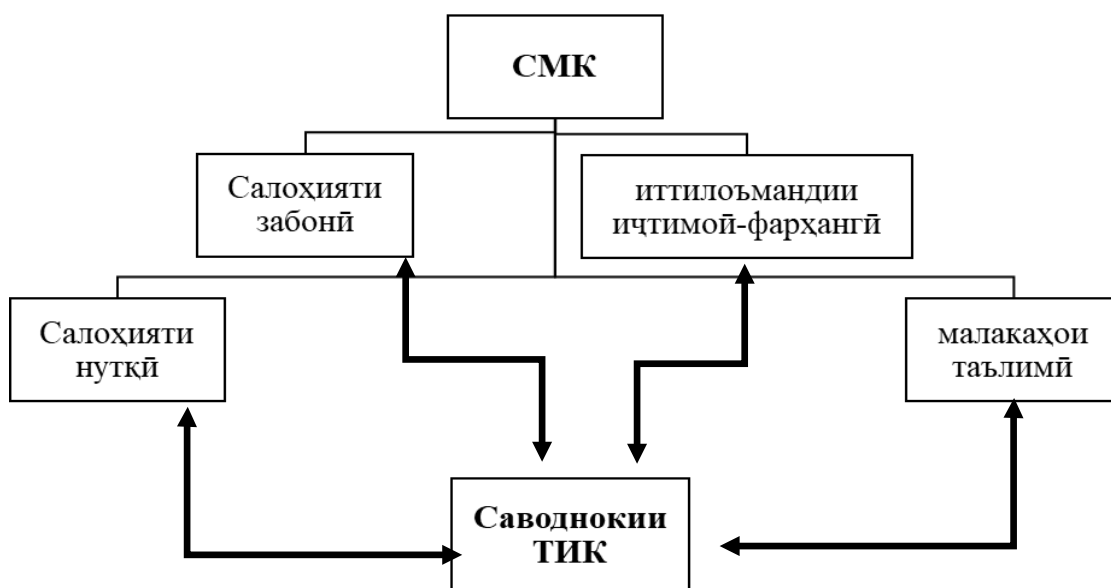 СМК
Салоҳияти
забонӣ
иттилоъмандии
иҷтимоӣ-фарҳангӣ
Салоҳияти
нутқӣ
малакаҳои
таълимӣ
Саводнокии
ТИК